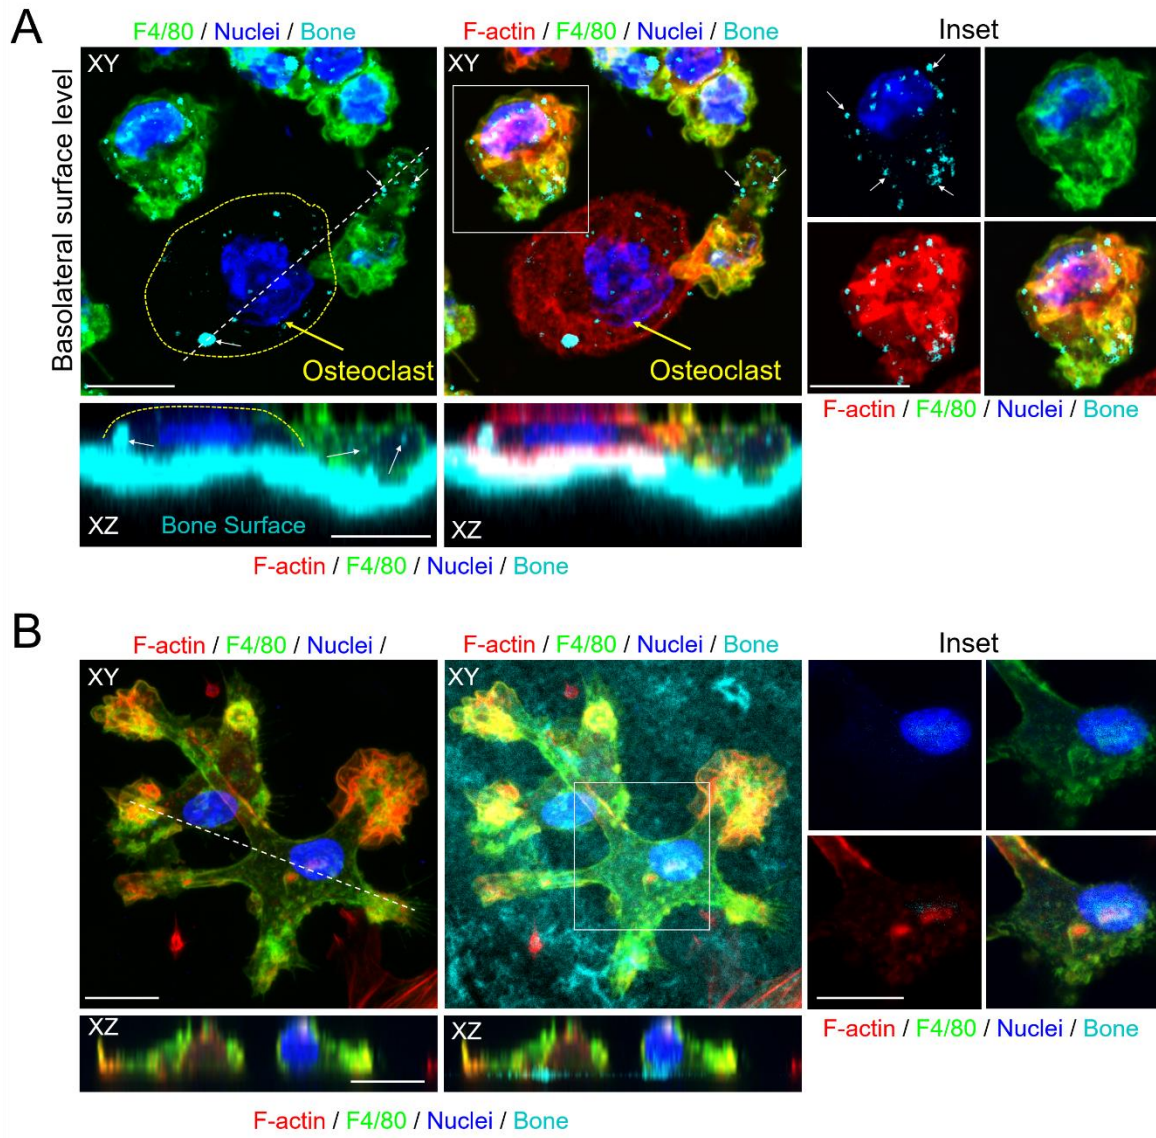 A
F4/80 / Nuclei / Bone
F-actin / F4/80 / Nuclei / Bone
Inset
Basolateral surface level
XY
XY
Osteoclast
Osteoclast
F-actin / F4/80 / Nuclei / Bone
XZ
Bone Surface
XZ
F-actin / F4/80 / Nuclei / Bone
B
F-actin / F4/80 / Nuclei /
F-actin / F4/80 / Nuclei / Bone
Inset
XY
XY
XZ
XZ
F-actin / F4/80 / Nuclei / Bone
F-actin / F4/80 / Nuclei / Bone